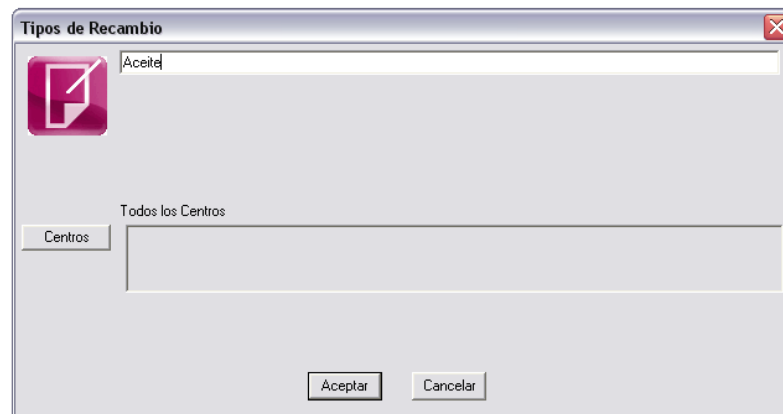 Tipos de Recambio
Aceite
Todos los Centros
Centros
Aceptar Cancelar